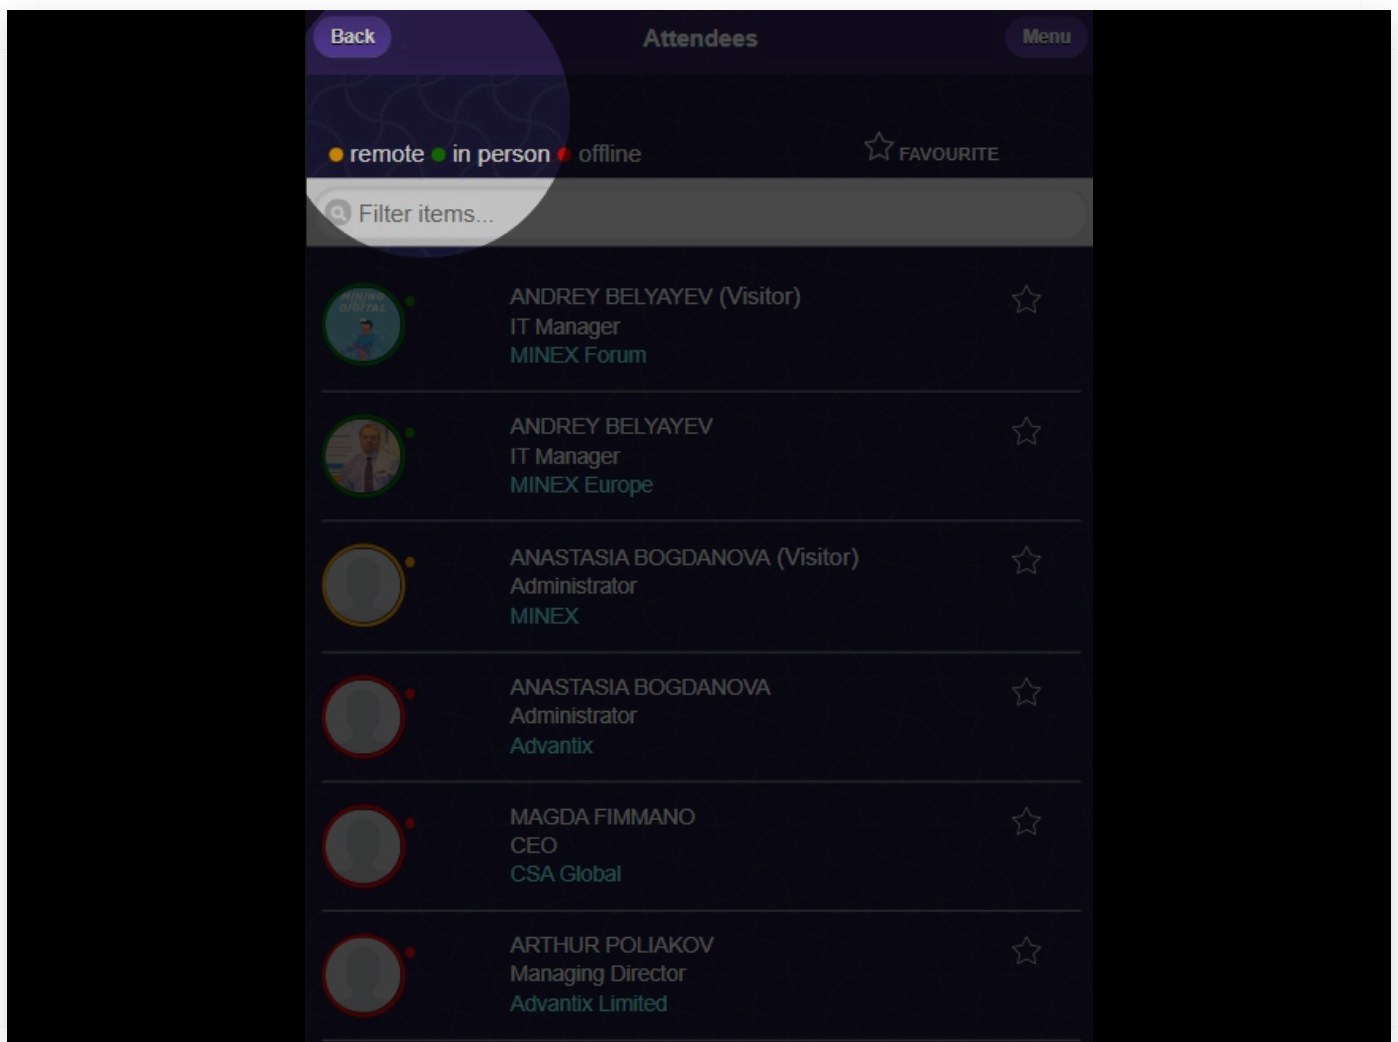 Back Attendees Menu
remote in person offline FAVOURITE
Filter items...
MINING
DIGITAL
ANDREY BELYAYEV (Visitor)
IT Manager
MINEX Forum
ANDREY BELYAYEV
IT Manager
MINEX Europe
ANASTASIA BOGDANOVA (Visitor)
Administrator
MINEX
ANASTASIA BOGDANOVA
Administrator
Advantix
MAGDA FIMMANO
CEO
CSA Global
ARTHUR POLIAKOV
Managing Director
Advantix Limited